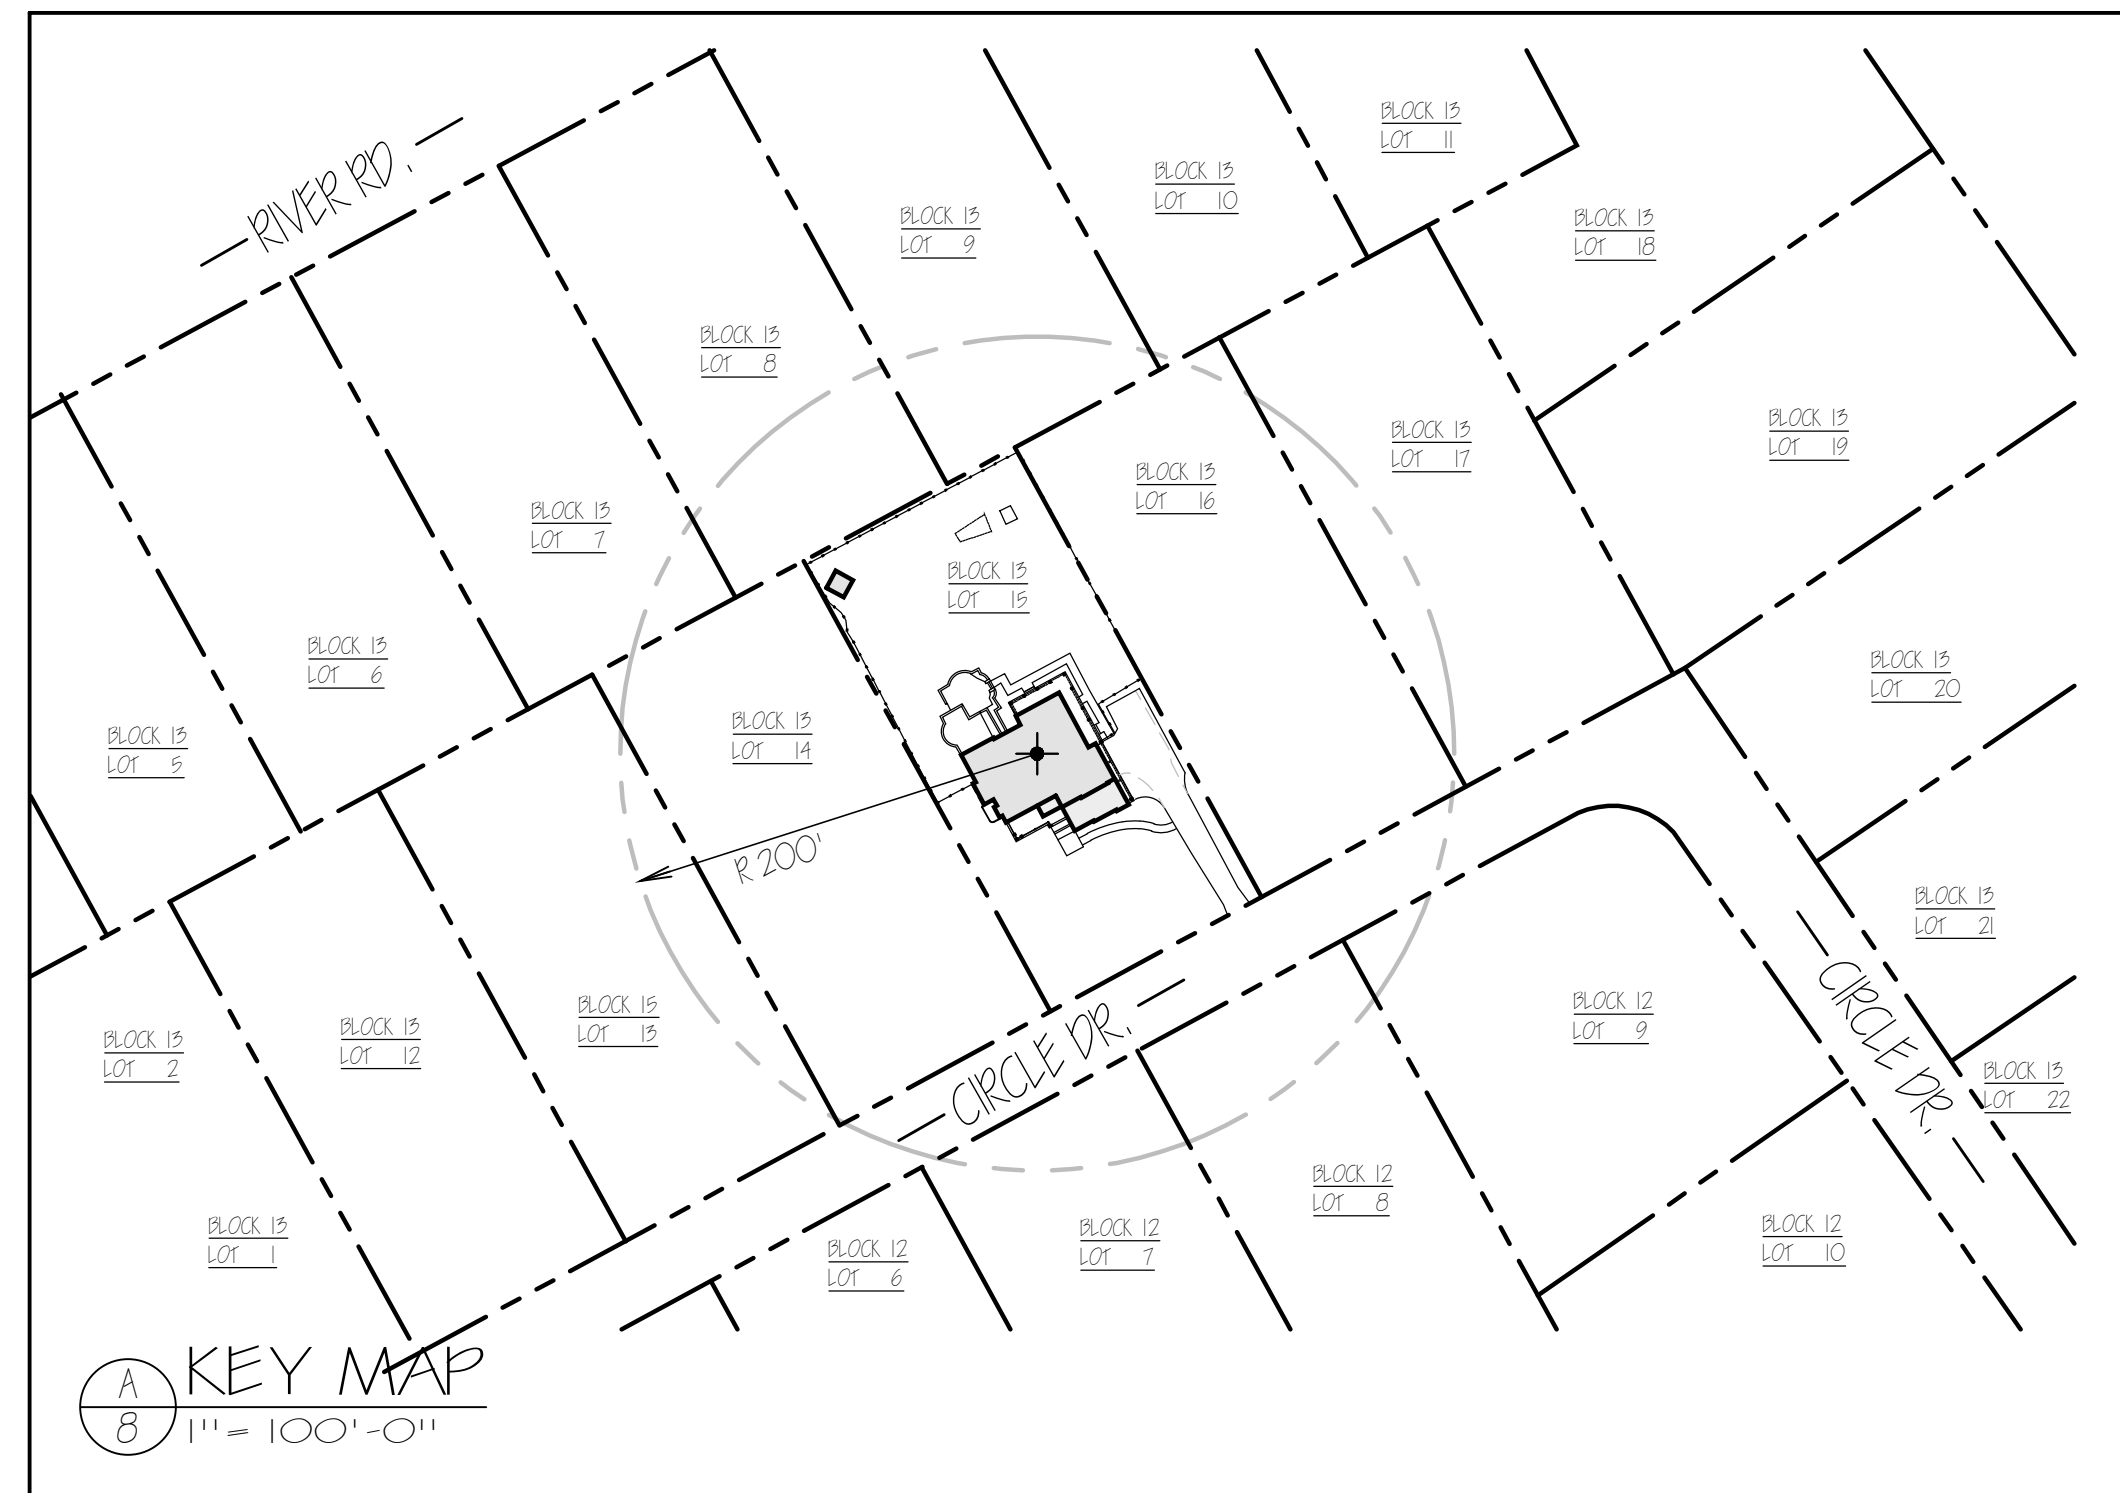 RIVER RD.
BLOCK 13
LOT 11
BLOCK 13
LOT 10
BLOCK 13
LOT 9
BLOCK 13
LOT 18
BLOCK 13
LOT 8
BLOCK 13
LOT 19
BLOCK 13
LOT 17
BLOCK 13
LOT 16
BLOCK 13
LOT 7
BLOCK 13
LOT 15
BLOCK 13
LOT 6
BLOCK 13
LOT 20
BLOCK 13
LOT 5
BLOCK 13
LOT 14
R 200'
BLOCK 13
LOT 21
BLOCK 13
LOT 2
BLOCK 13
LOT 12
BLOCK 15
LOT 13
CIRCLE DR.
BLOCK 12
LOT 9
CIRCLE DR.
BLOCK 13
LOT 22
BLOCK 13
LOT 1
BLOCK 12
LOT 6
BLOCK 12
LOT 7
BLOCK 12
LOT 8
BLOCK 12
LOT 10
A
8
KEY MAP
1"= 100'-0"